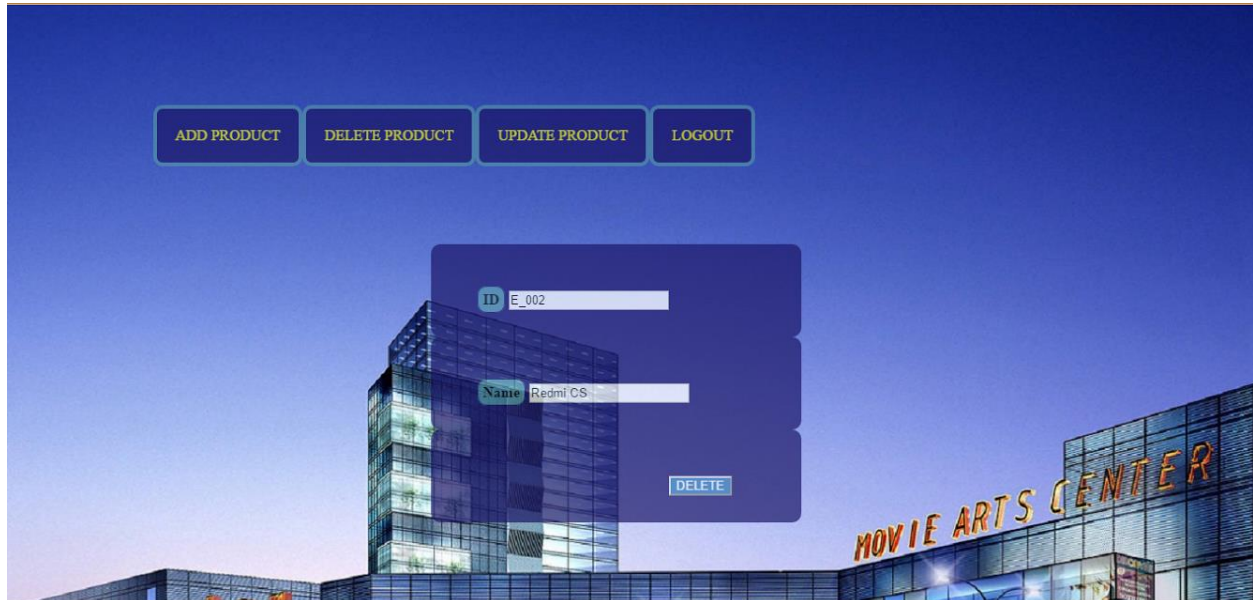 ADD PRODUCT DELETE PRODUCT UPDATE PRODUCT LOGOUT
ID E_002
Name Redmi CS
DELETE
MOVIE ARTS CENTER